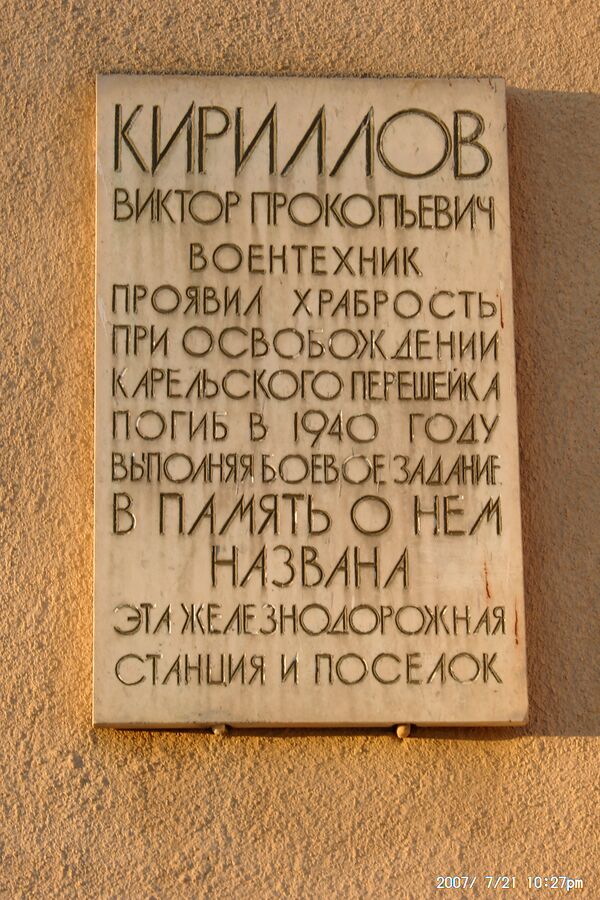 КИРИЛЛОВ
ВИКТОР ПРОКОПЬЕВИЧ
ВОЕНТЕХНИК
ПРОЯВИЛ ХРАБРОСТЬ
ПРИ ОСВОБОЖДЕНИИ
КАРЕЛЬСКОГО ПЕРЕШЕЙКА
ПОГИБ В 1940 ГОДУ
ВЫПОЛНЯЯ БОЕВОЕ ЗАДАНИЕ
В ПАМЯТЬ О НЕМ
НАЗВАНА
ЭТА ЖЕЛЕЗНОДОРОЖНАЯ
СТАНЦИЯ И ПОСЕЛОК
2007/ 7/21 10:27pm